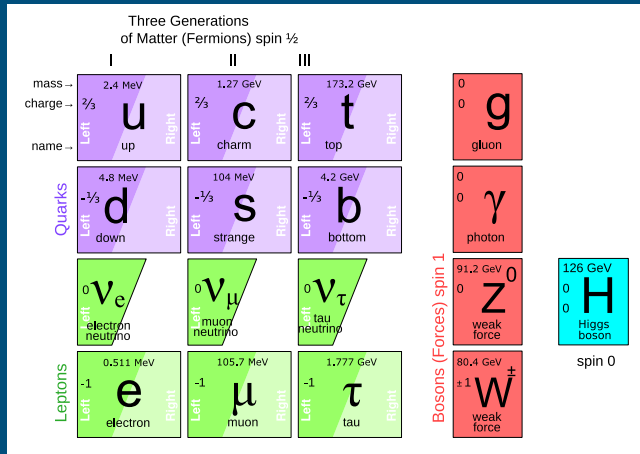 Three Generations
of Matter (Fermions) spin ½
I II III
mass→
charge→
name→
2.4 MeV
⅔
u
Left
Right
up
1.27 GeV
⅔
c
Left
Right
charm
173.2 GeV
⅔
t
Left
Right
top
0
0
g
gluon
Quarks
4.8 MeV
-⅓
d
Left
Right
down
104 MeV
-⅓
s
Left
Right
strange
4.2 GeV
-⅓
b
Left
Right
bottom
0
0
γ
photon
0
νe
Left
electron
neutrino
0
νμ
Left
muon
neutrino
0
ντ
Left
tau
neutrino
Bosons (Forces) spin 1
91.2 GeV
0
Z0
weak
force
126 GeV
0
0
H
Higgs
boson
spin 0
Leptons
0.511 MeV
-1
e
Left
Right
electron
105.7 MeV
-1
μ
Left
Right
muon
1.777 GeV
-1
τ
Left
Right
tau
80.4 GeV
±1
W±
weak
force